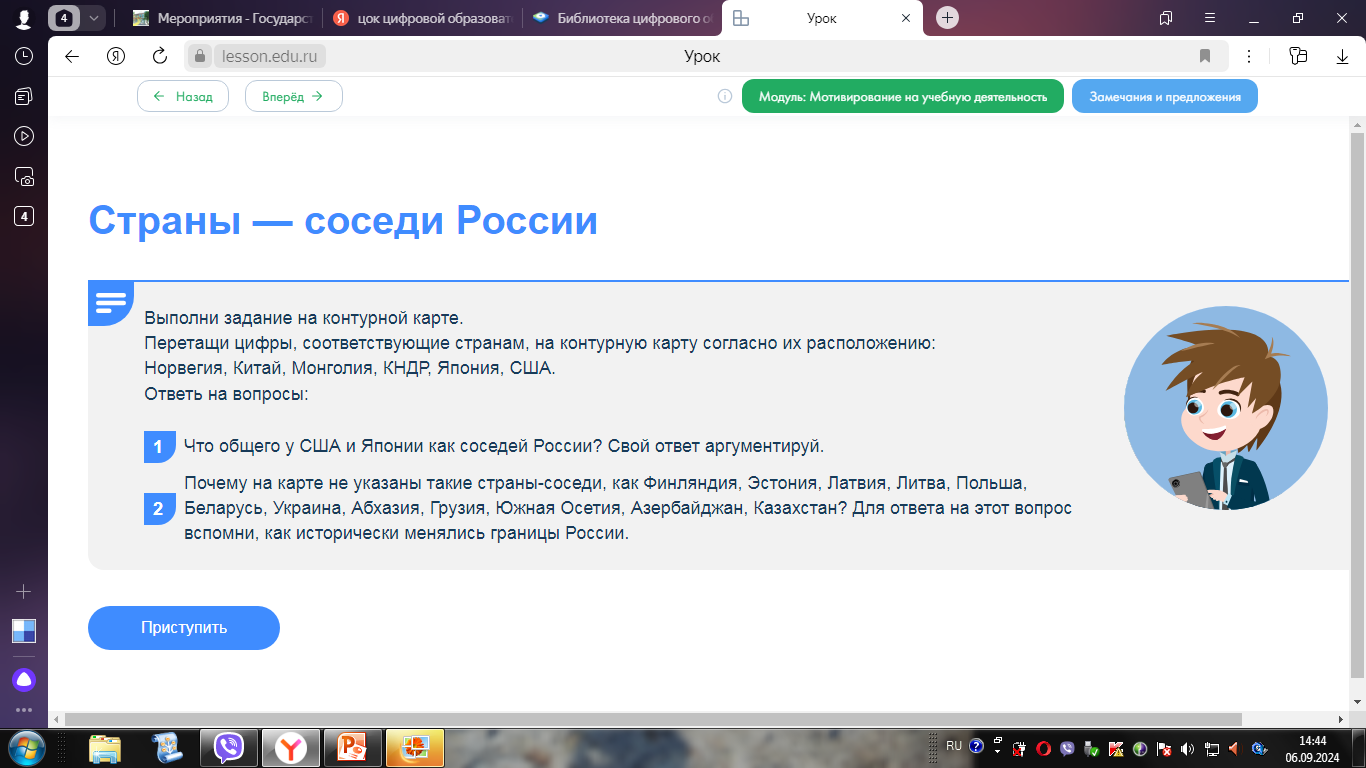 4
Мероприятия - Государст
Я цок цифровой образоват
Библиотека цифрового о
Урок
Я
lesson.edu.ru
Урок
Назад
Вперёд
Модуль: Мотивирование на учебную деятельность
Замечания и предложения
4
Страны — соседи России
Выполни задание на контурной карте.
Перетащи цифры, соответствующие странам, на контурную карту согласно их расположению:
Норвегия, Китай, Монголия, КНДР, Япония, США.
Ответь на вопросы:
1 Что общего у США и Японии как соседей России? Свой ответ аргументируй.
Почему на карте не указаны такие страны-соседи, как Финляндия, Эстония, Латвия, Литва, Польша,
2 Беларусь, Украина, Абхазия, Грузия, Южная Осетия, Азербайджан, Казахстан? Для ответа на этот вопрос
вспомни, как исторически менялись границы России.
Приступить
RU
14:44
06.09.2024